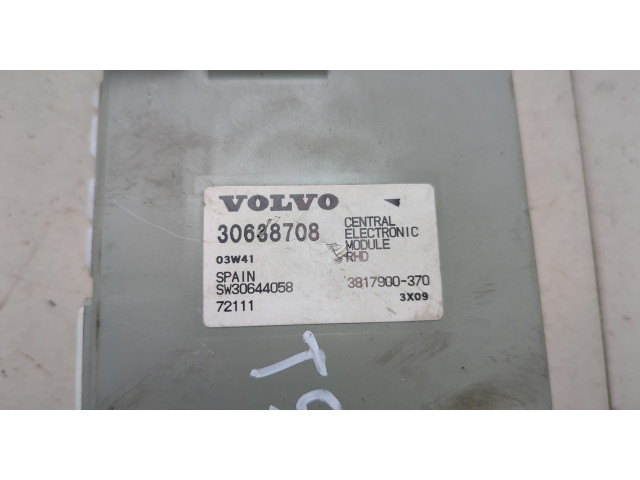 VOLVO
30638708
CENTRAL
ELECTRONIC
MODULE
RHD
03W41
SPAIN
SW30644058
3817900-370
72111
3X09